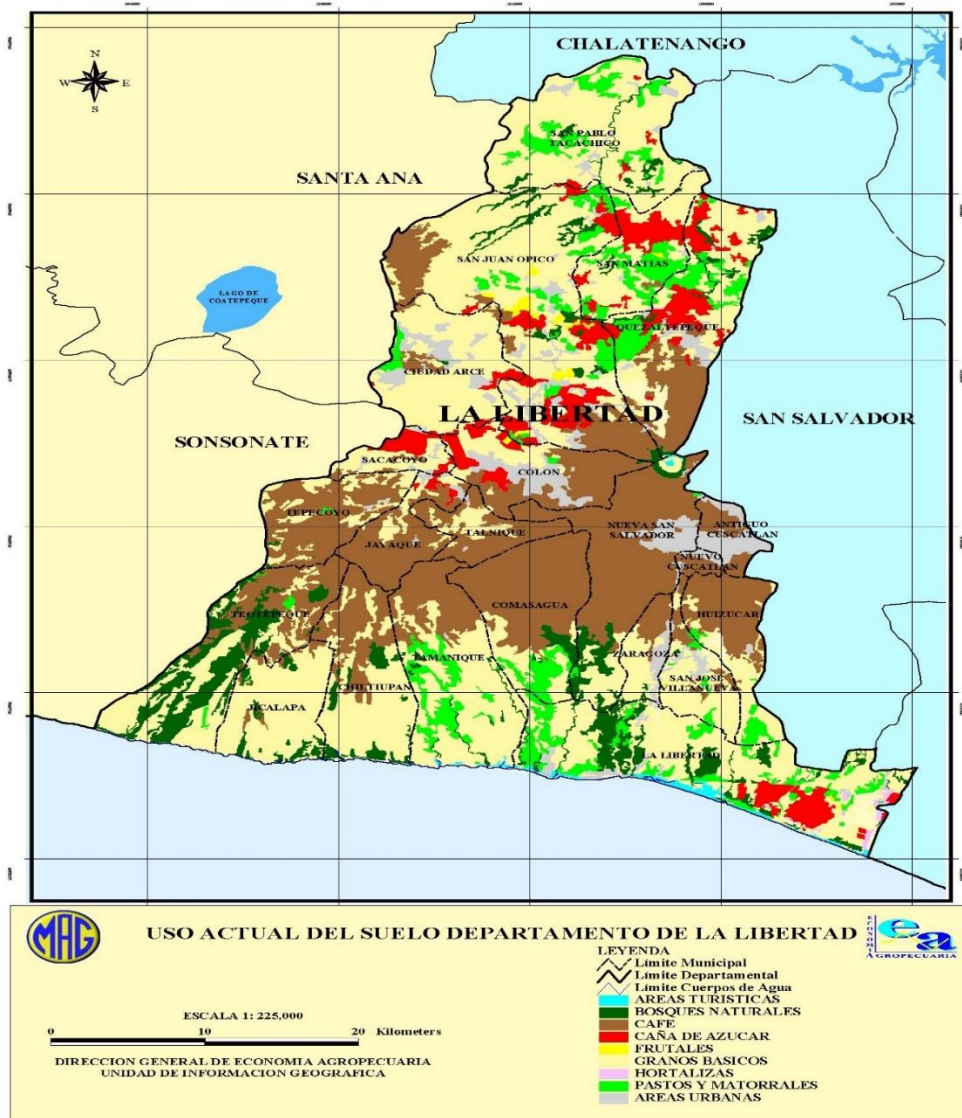 CHALATENANGO
N
W E
S
SAN PABLO
TACACHICO
SANTA ANA
SAN JUAN OPICO
SAN MATIAS
LAGO DE
COATEPEQUE
QUEZALTEPEQUE
CIUDAD ARCE
LA LIBERTAD
SAN SALVADOR
SONSONATE
SACACOYO
COLON
TEPECOYO
TALNIQUE
JAYAQUE
NUEVA SAN
SALVADOR
ANTIGUO
CUSCATLAN
NUEVO
CUSCATLAN
COMASAGUA
TEOTEPEQUE
HUIZUCAR
TAMANIQUE
ZARAGOZA
CHILTIUPAN
SAN JOSE
VILLANUEVA
JICALAPA
LA LIBERTAD
MAG
USO ACTUAL DEL SUELO DEPARTAMENTO DE LA LIBERTAD
ECONOMIA
ea
AGROPECUARIA
LEYENDA
Límite Municipal
Límite Departamental
Límite Cuerpos de Agua
AREAS TURISTICAS
BOSQUES NATURALES
CAFE
CAÑA DE AZUCAR
FRUTALES
GRANOS BASICOS
HORTALIZAS
PASTOS Y MATORRALES
AREAS URBANAS
ESCALA 1: 225,000
0 10 20 Kilometers
DIRECCION GENERAL DE ECONOMIA AGROPECUARIA
UNIDAD DE INFORMACION GEOGRAFICA